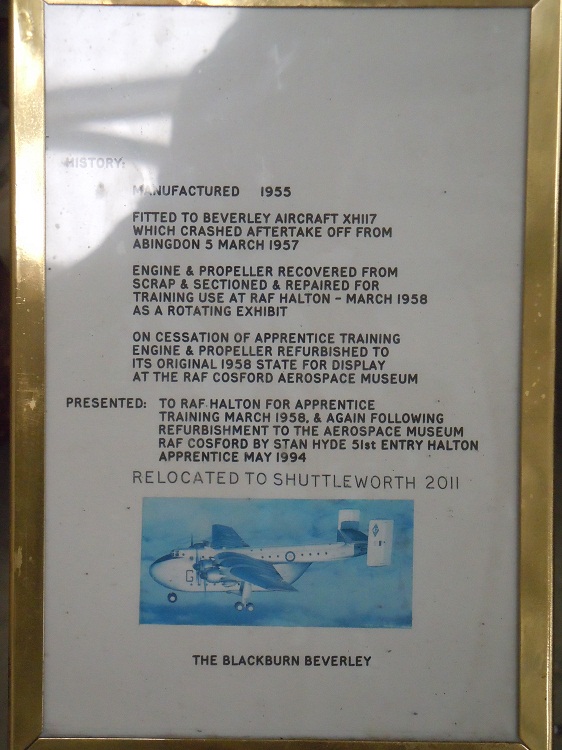 HISTORY:
MANUFACTURED 1955
FITTED TO BEVERLEY AIRCRAFT XH117
WHICH CRASHED AFTERTAKE OFF FROM
ABINGDON 5 MARCH 1957
ENGINE & PROPELLER RECOVERED FROM
SCRAP & SECTIONED & REPAIRED FOR
TRAINING USE AT RAF HALTON - MARCH 1958
AS A ROTATING EXHIBIT
ON CESSATION OF APPRENTICE TRAINING
ENGINE & PROPELLER REFURBISHED TO
ITS ORIGINAL 1958 STATE FOR DISPLAY
AT THE RAF COSFORD AEROSPACE MUSEUM
PRESENTED: TO RAF HALTON FOR APPRENTICE
TRAINING MARCH 1958, & AGAIN FOLLOWING
REFURBISHMENT TO THE AEROSPACE MUSEUM
RAF COSFORD BY STAN HYDE 51st ENTRY HALTON
APPRENTICE MAY 1994
RELOCATED TO SHUTTLEWORTH 2011
THE BLACKBURN BEVERLEY